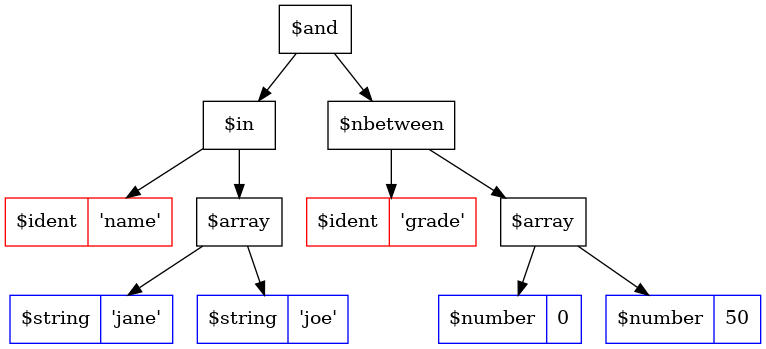 $and
$in
$nbetween
$ident 'name'
$array
$ident 'grade'
$array
$string 'jane'
$string 'joe'
$number 0
$number 50